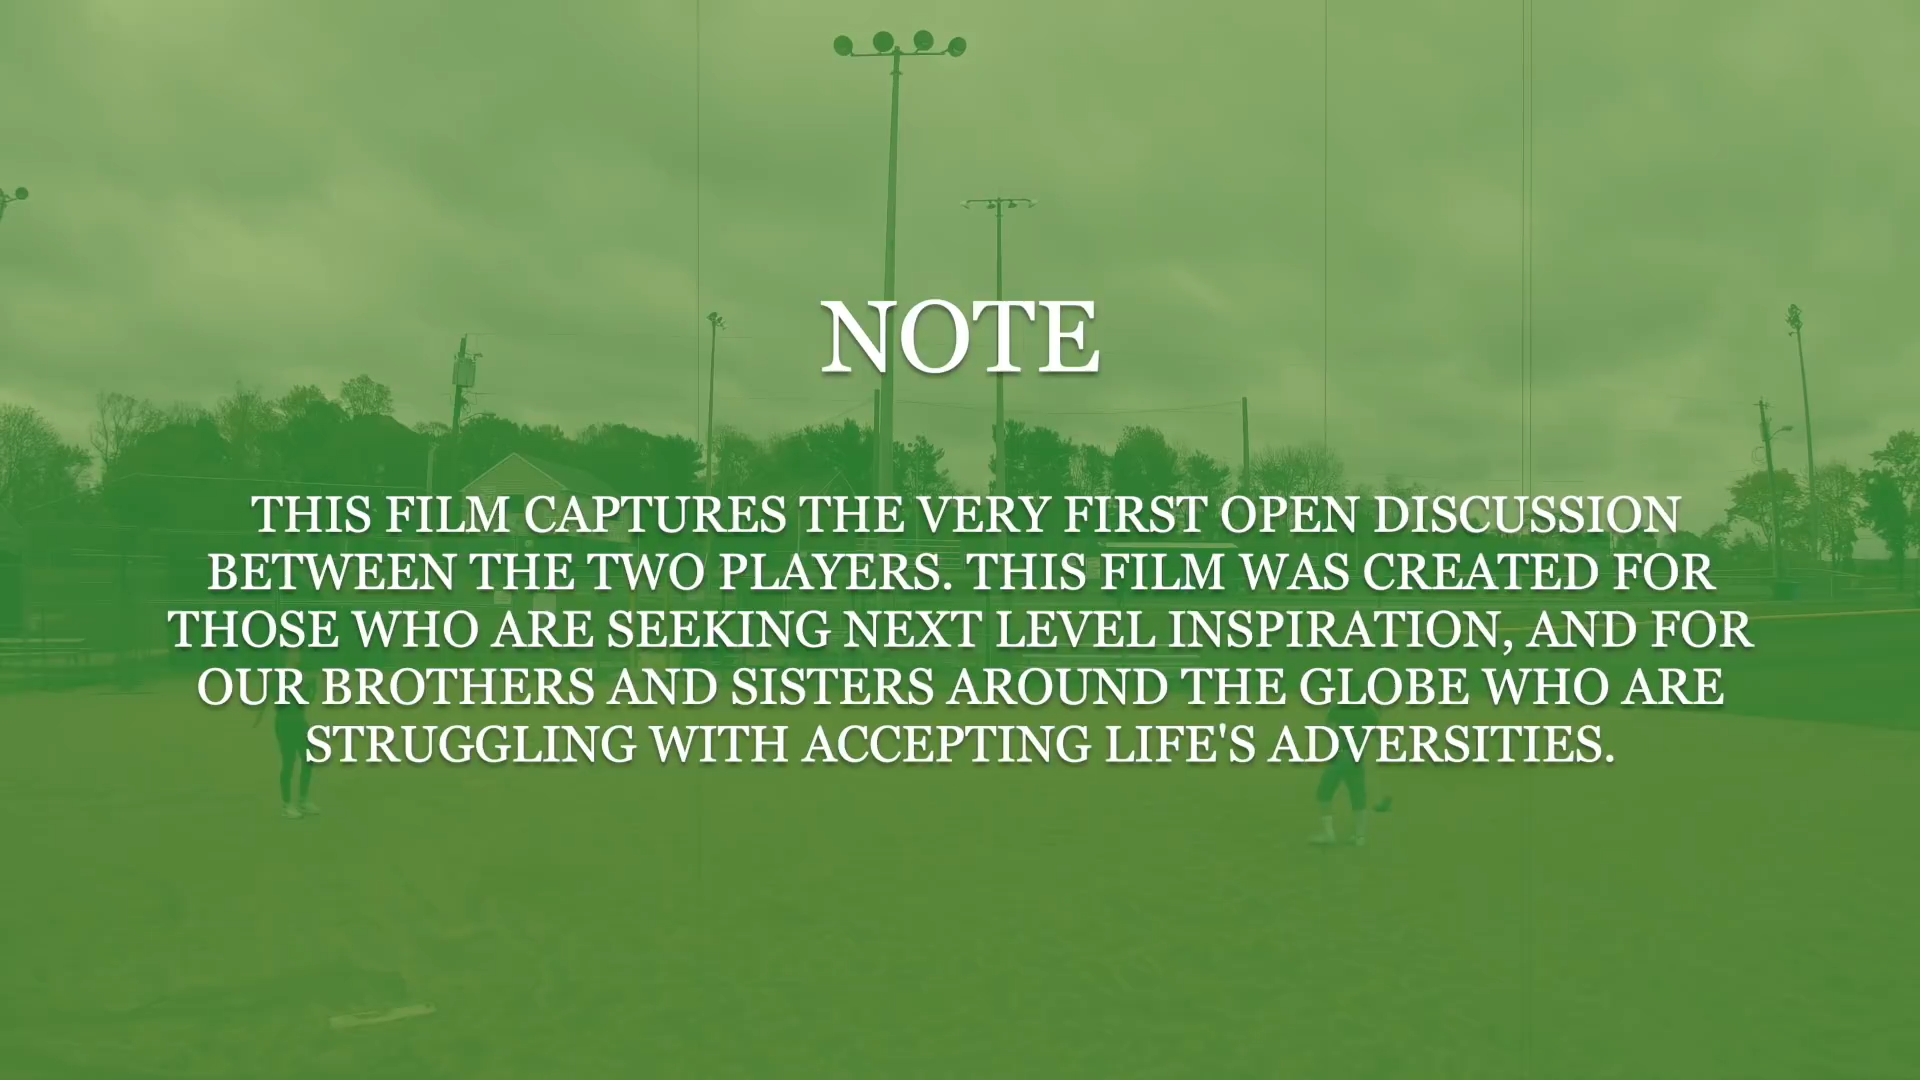 NOTE
THIS FILM CAPTURES THE VERY FIRST OPEN DISCUSSION
BETWEEN THE TWO PLAYERS. THIS FILM WAS CREATED FOR
THOSE WHO ARE SEEKING NEXT LEVEL INSPIRATION, AND FOR
OUR BROTHERS AND SISTERS AROUND THE GLOBE WHO ARE
STRUGGLING WITH ACCEPTING LIFE'S ADVERSITIES.